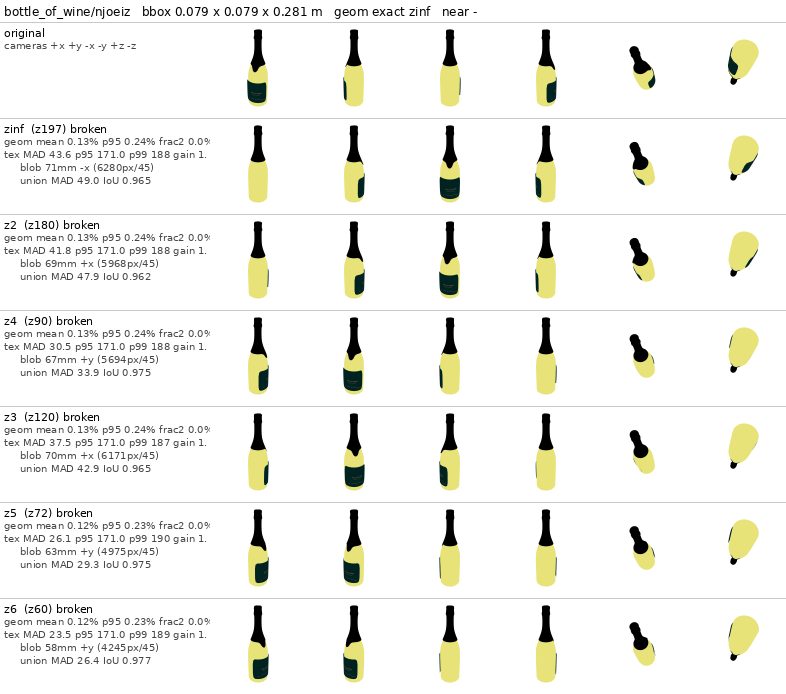 bottle_of_wine/njoeiz   bbox 0.079 x 0.079 x 0.281 m   geom exact zinf   near -
original
cameras +x +y -x -y +z -z
zinf  (z197) broken
geom mean 0.13% p95 0.24% frac2 0.0%
tex MAD 43.6 p95 171.0 p99 188 gain 1.
blob 71mm -x (6280px/45)
union MAD 49.0 IoU 0.965
z2  (z180) broken
geom mean 0.13% p95 0.24% frac2 0.0%
tex MAD 41.8 p95 171.0 p99 188 gain 1.
blob 69mm +x (5968px/45)
union MAD 47.9 IoU 0.962
z4  (z90) broken
geom mean 0.13% p95 0.24% frac2 0.0%
tex MAD 30.5 p95 171.0 p99 188 gain 1.
blob 67mm +y (5694px/45)
union MAD 33.9 IoU 0.975
z3  (z120) broken
geom mean 0.13% p95 0.24% frac2 0.0%
tex MAD 37.5 p95 171.0 p99 187 gain 1.
blob 70mm +x (6171px/45)
union MAD 42.9 IoU 0.965
z5  (z72) broken
geom mean 0.12% p95 0.23% frac2 0.0%
tex MAD 26.1 p95 171.0 p99 190 gain 1.
blob 63mm +y (4975px/45)
union MAD 29.3 IoU 0.975
z6  (z60) broken
geom mean 0.12% p95 0.23% frac2 0.0%
tex MAD 23.5 p95 171.0 p99 189 gain 1.
blob 58mm +y (4245px/45)
union MAD 26.4 IoU 0.977